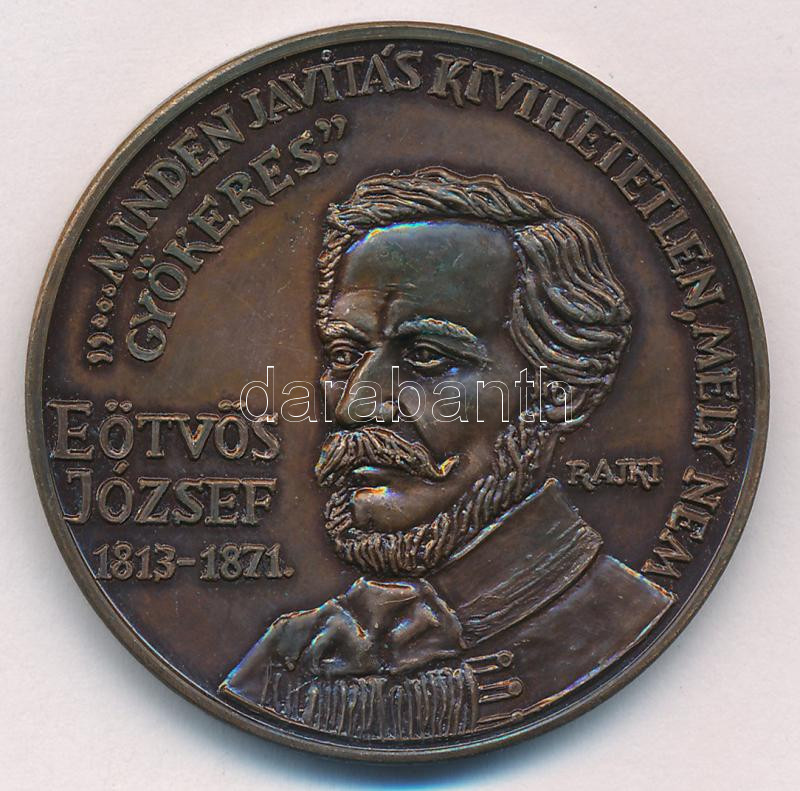 "...MINDEN JAVÍTÁS KIVIHETETLEN, MELY NEM
GYÖKERES."
EÖTVÖS
JÓZSEF
1813-1871.
RAJKI
darabanth